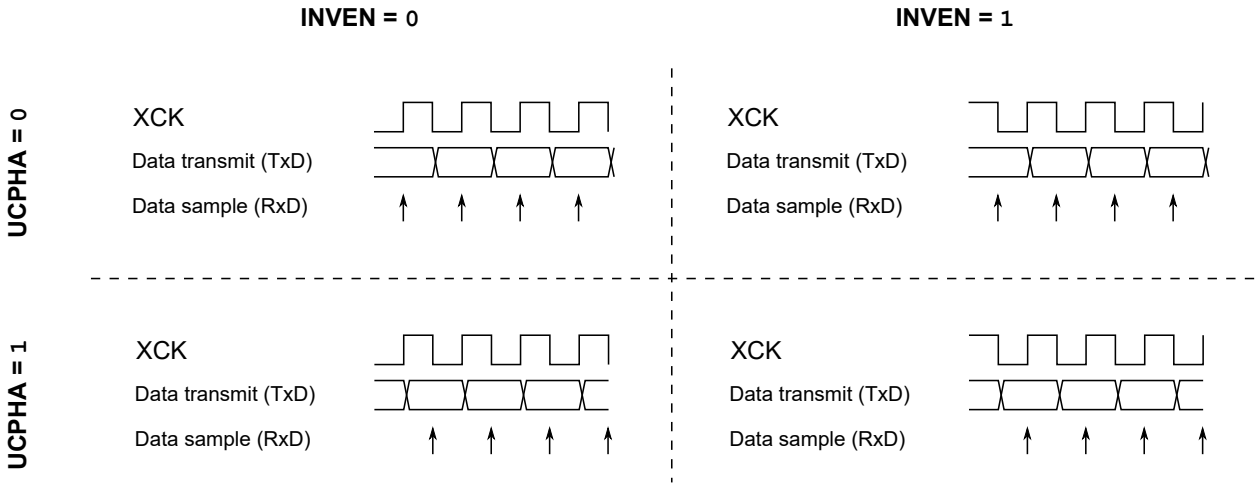 INVEN = 0
INVEN = 1
UCPHA = 0
XCK
Data transmit (TxD)
Data sample (RxD)
XCK
Data transmit (TxD)
Data sample (RxD)
UCPHA = 1
XCK
Data transmit (TxD)
Data sample (RxD)
XCK
Data transmit (TxD)
Data sample (RxD)